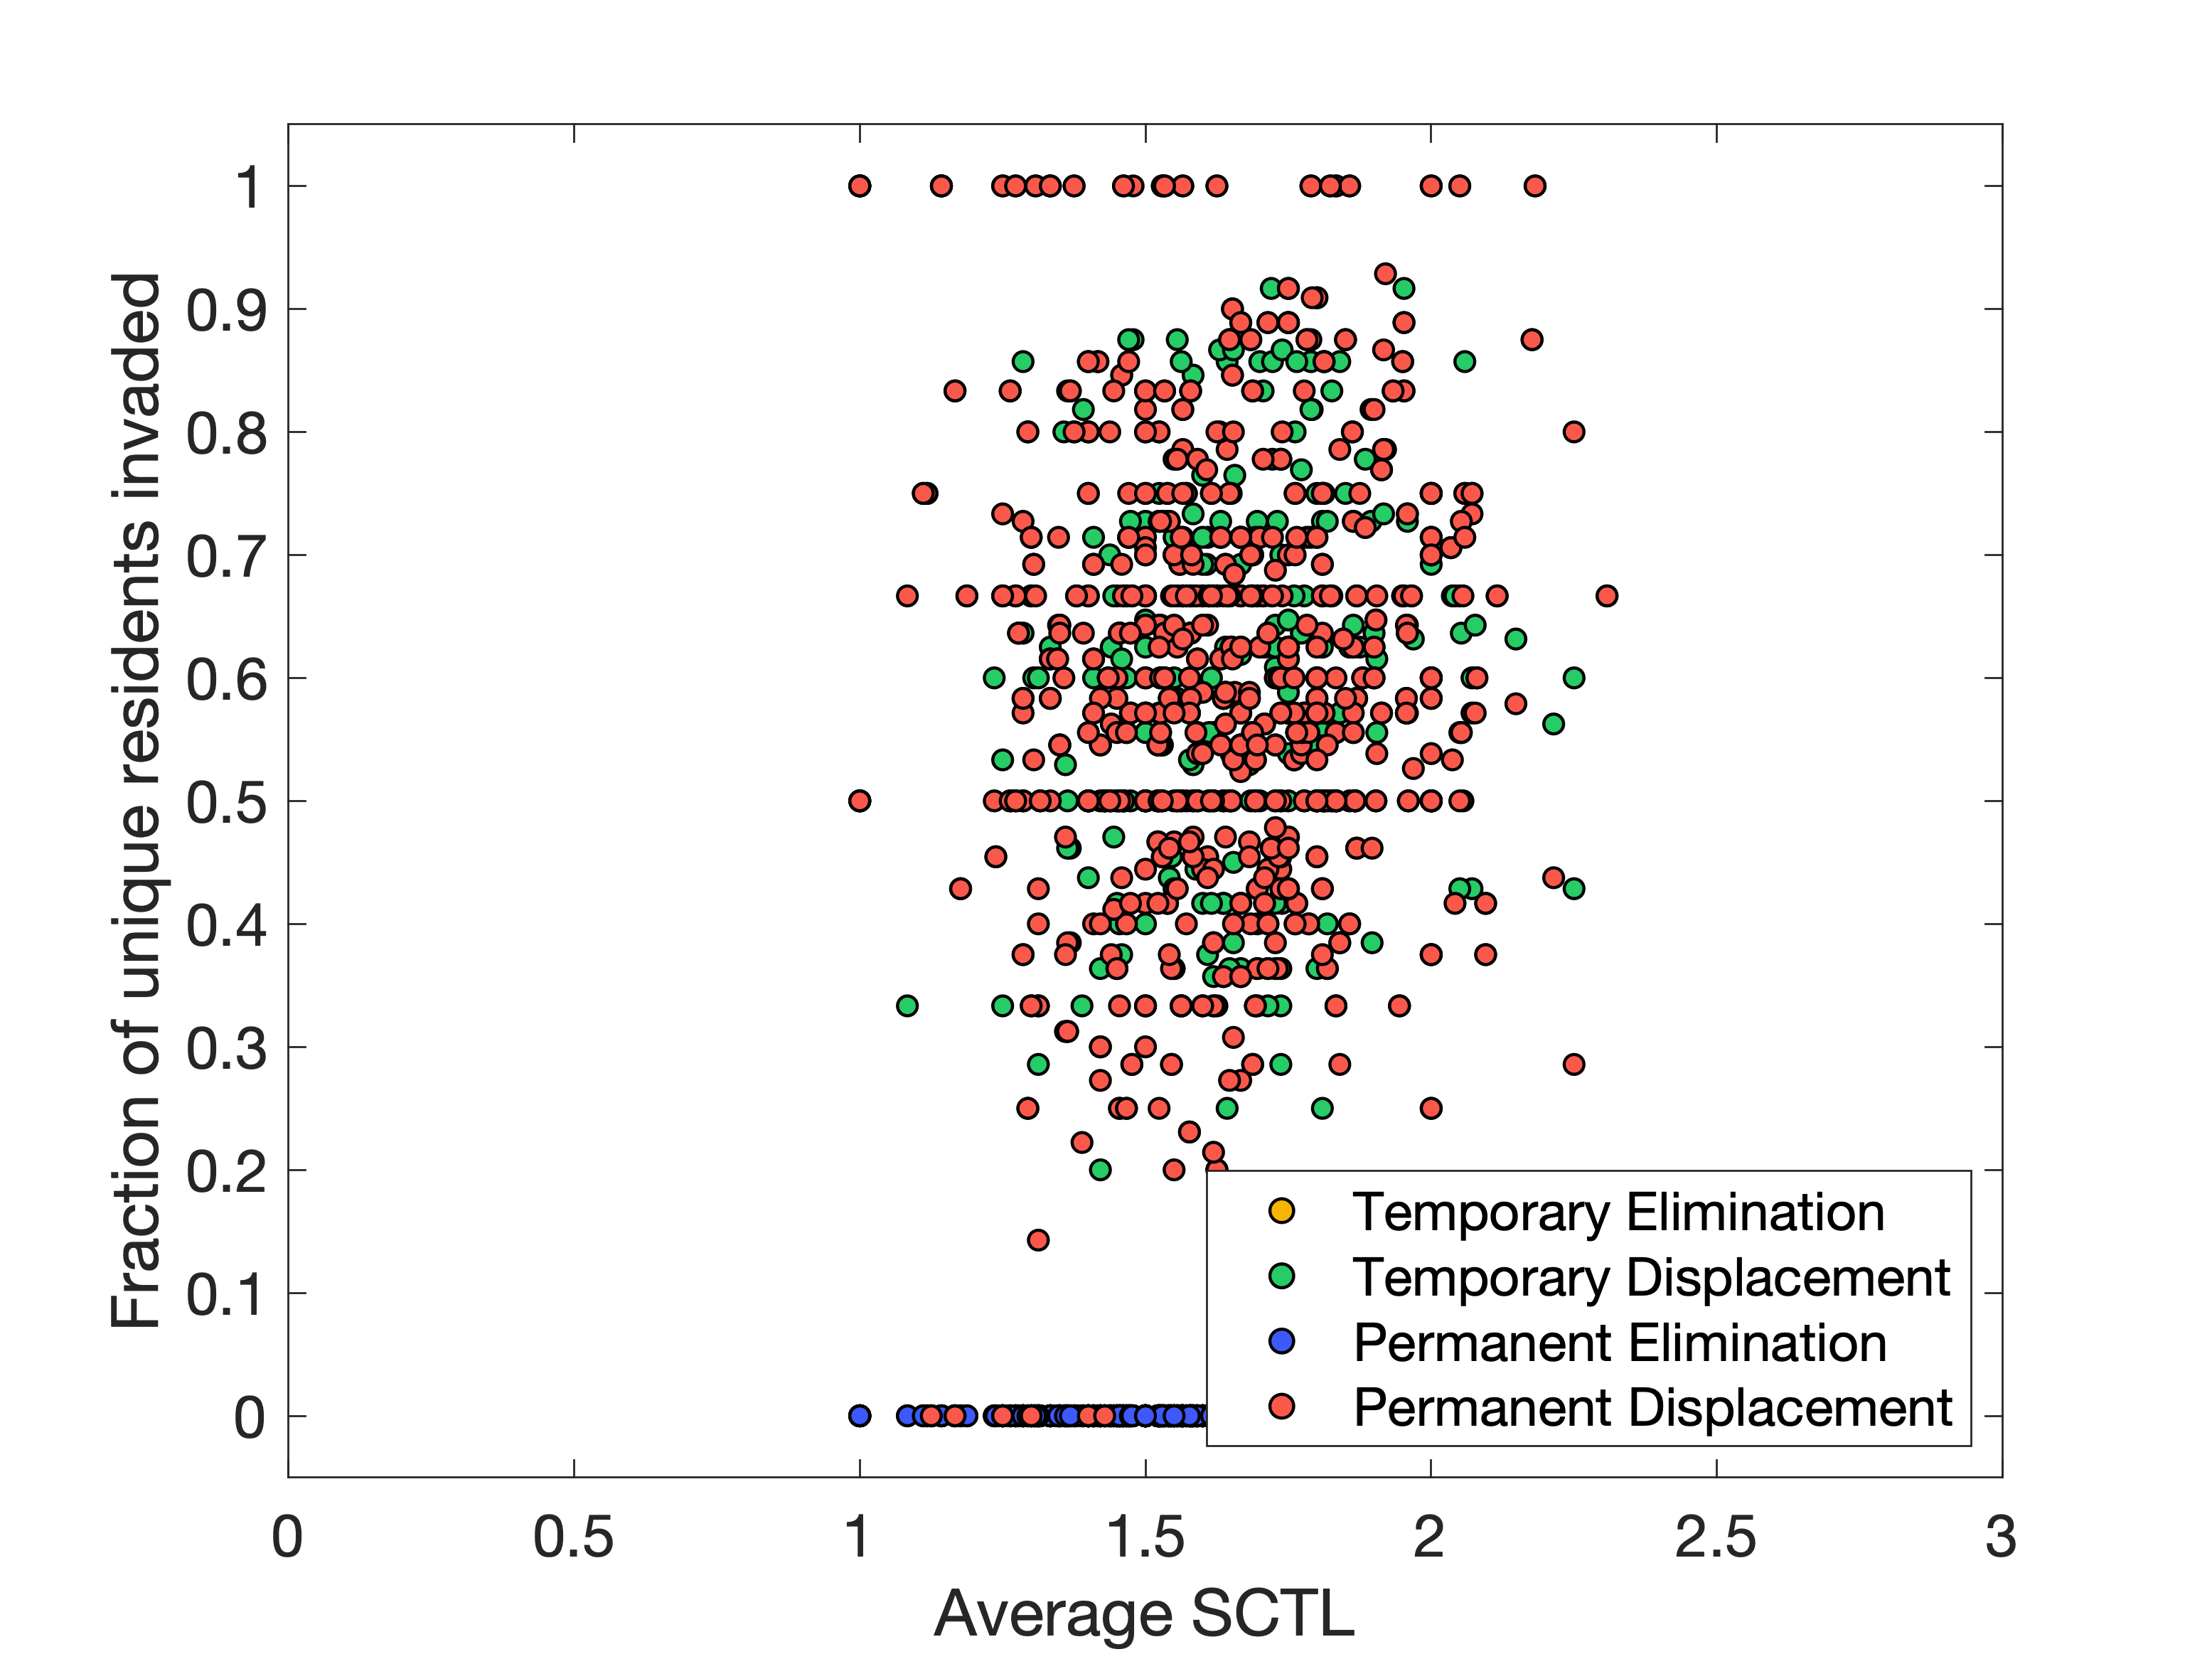 Fraction of unique residents invaded
1
0.9
0.8
0.7
0.6
0.5
0.4
0.3
0.2
0.1
0
Temporary Elimination
Temporary Displacement
Permanent Elimination
Permanent Displacement
0 0.5 1 1.5 2 2.5 3
Average SCTL